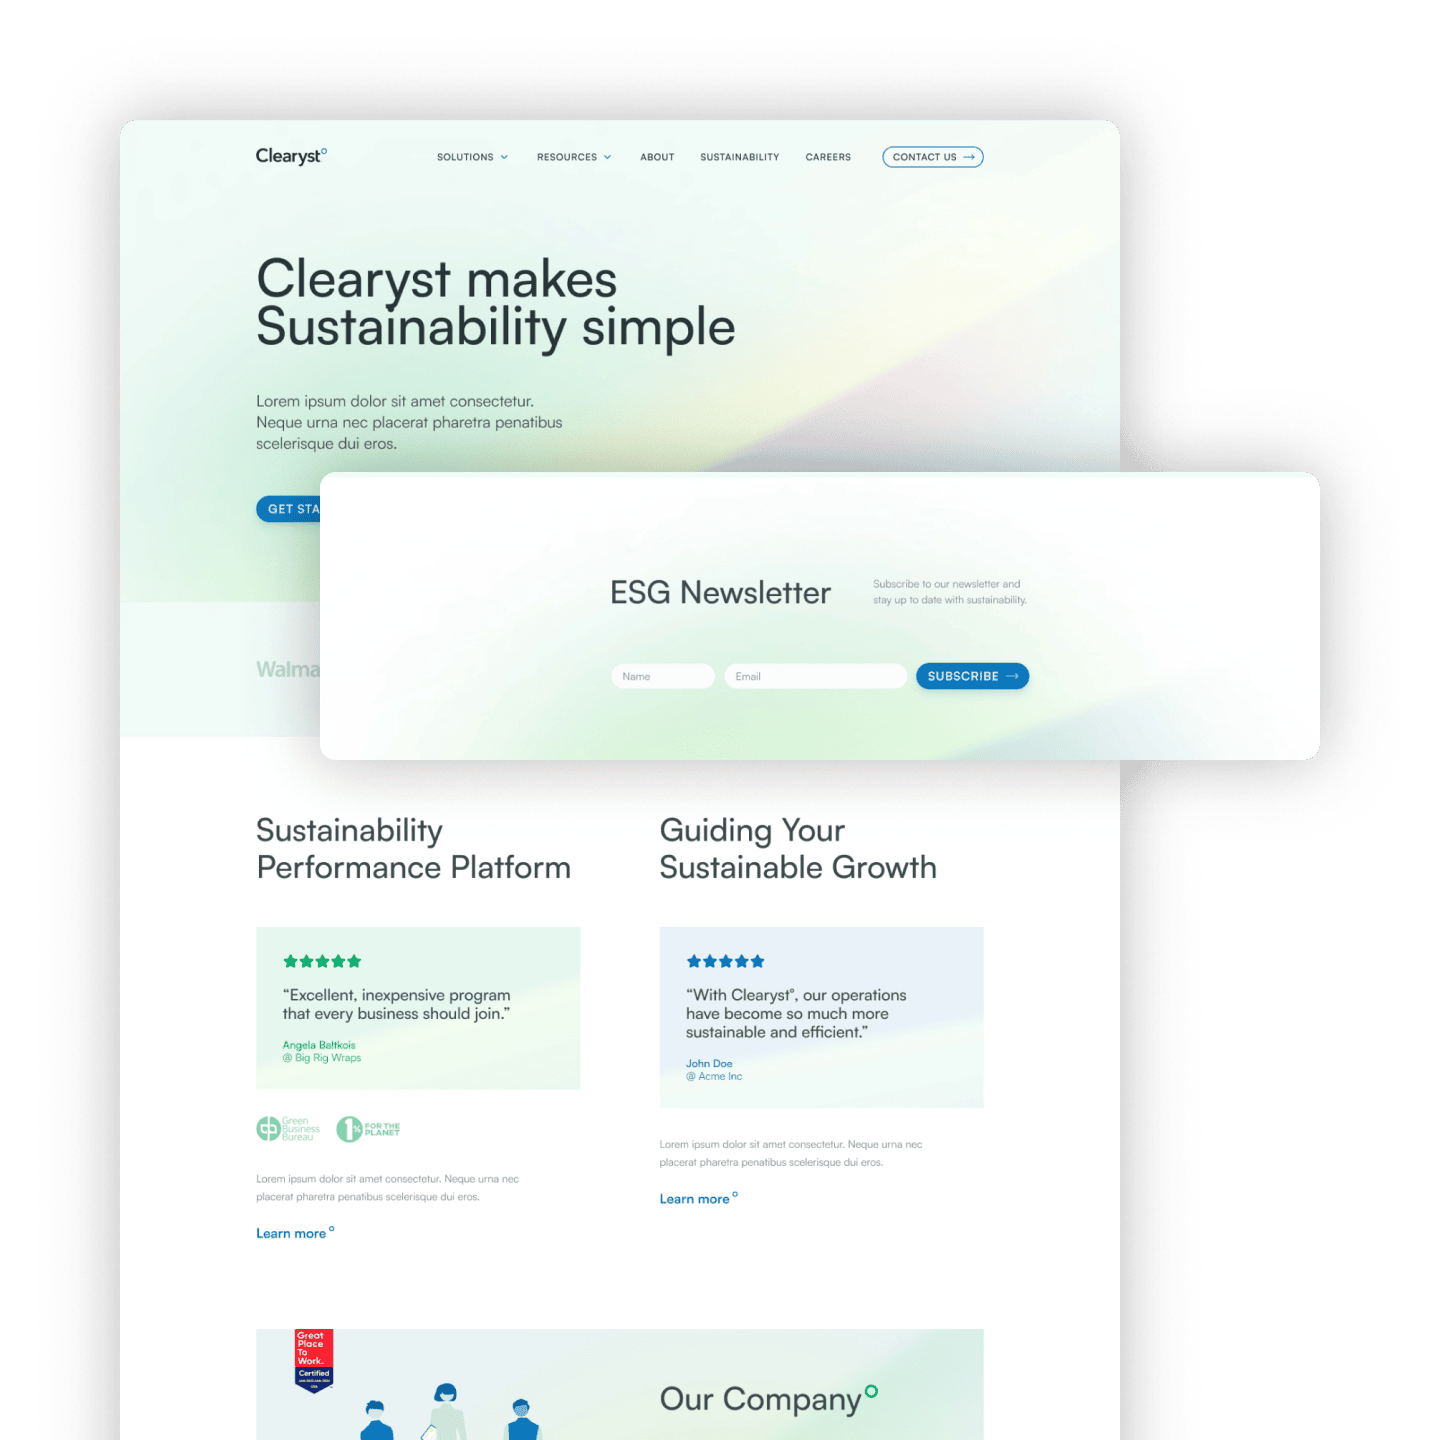 Clearyst°
SOLUTIONS
RESOURCES
ABOUT
SUSTAINABILITY
CAREERS
CONTACT US →
Clearyst makes
Sustainability simple
Lorem ipsum dolor sit amet consectetur.
Neque urna nec placerat pharetra penatibus
scelerisque dui eros.
GET STA
ESG Newsletter
Subscribe to our newsletter and
stay up to date with sustainability.
Name
Email
SUBSCRIBE →
Walma
Sustainability
Performance Platform
“Excellent, inexpensive program
that every business should join.”
Angela Baltkois
@ Big Rig Wraps
Green
Business
Bureau
1%
FOR THE
PLANET
Lorem ipsum dolor sit amet consectetur. Neque urna nec
placerat pharetra penatibus scelerisque dui eros.
Learn more°
Guiding Your
Sustainable Growth
“With Clearyst°, our operations
have become so much more
sustainable and efficient.”
John Doe
@ Acme Inc
Lorem ipsum dolor sit amet consectetur. Neque urna nec
placerat pharetra penatibus scelerisque dui eros.
Learn more°
Great
Place
To
Work.
Certified
USA
Our Company°